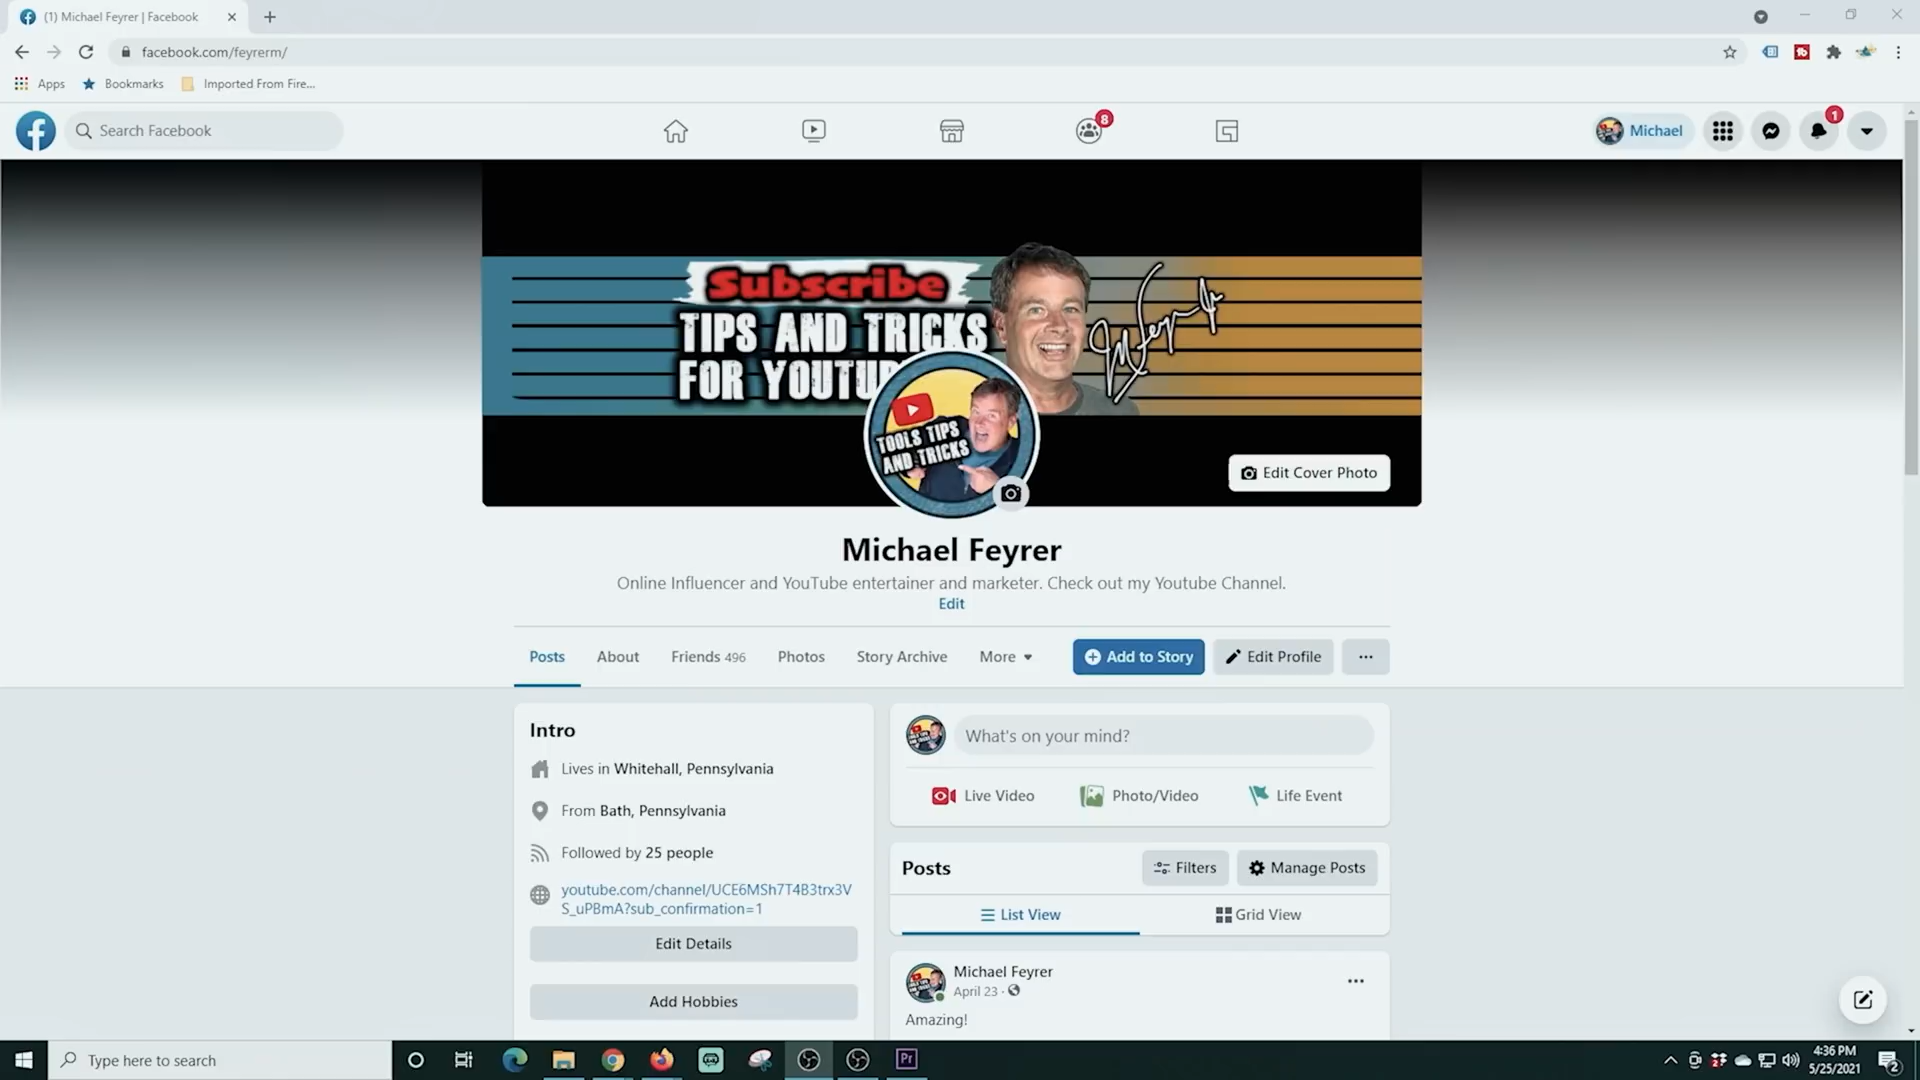 (1) Michael Feyrer | Facebook
facebook.com/feyrerm/
Apps
Bookmarks
Imported From Fire...
Search Facebook
8
Michael
1
Subscribe
TIPS AND TRICKS
FOR YOUTU
TOOLS TIPS
AND TRICKS
Edit Cover Photo
Michael Feyrer
Online Influencer and YouTube entertainer and marketer. Check out my Youtube Channel.
Edit
Posts
About
Friends 496
Photos
Story Archive
More
Add to Story
Edit Profile
Intro
Lives in Whitehall, Pennsylvania
From Bath, Pennsylvania
Followed by 25 people
youtube.com/channel/UCE6MSh7T4B3trx3V
S_uPBmA?sub_confirmation=1
Edit Details
Add Hobbies
What's on your mind?
Live Video
Photo/Video
Life Event
Posts
Filters
Manage Posts
List View
Grid View
Michael Feyrer
April 23 ·
Amazing!
Type here to search
Pr
4:36 PM
5/25/2021
2